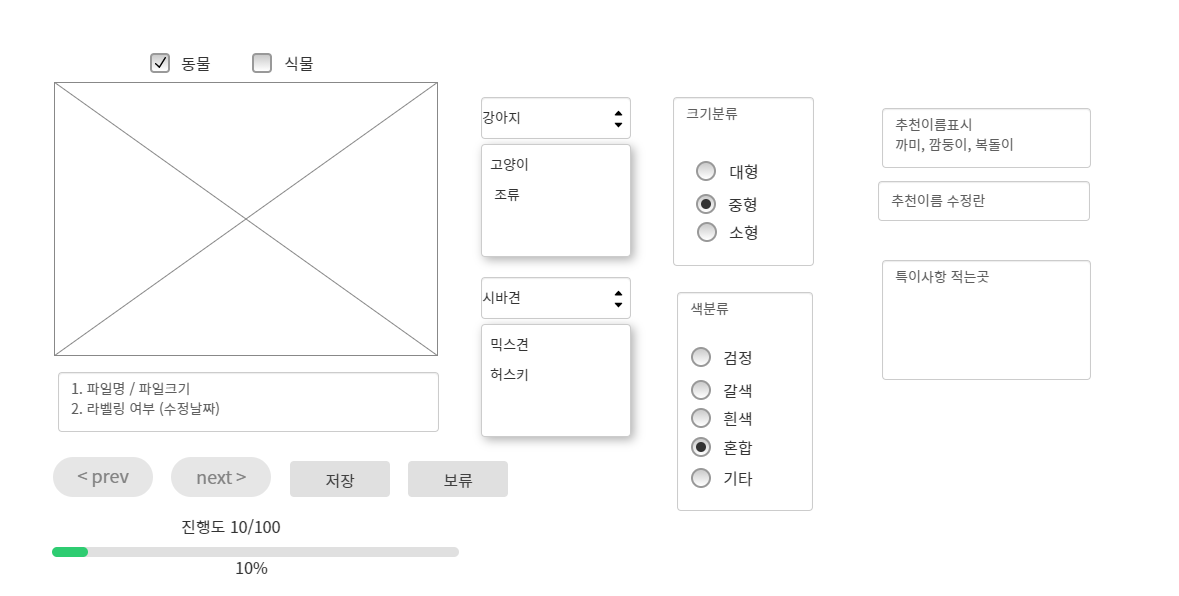 동물
식물
강아지
고양이
조류
시바견
믹스견
허스키
크기분류
대형
중형
소형
색분류
검정
갈색
흰색
혼합
기타
추천이름표시
까미, 깜둥이, 복돌이
추천이름 수정란
특이사항 적는곳
1. 파일명 / 파일크기
2. 라벨링 여부 (수정날짜)
< prev
next >
저장
보류
진행도 10/100
10%